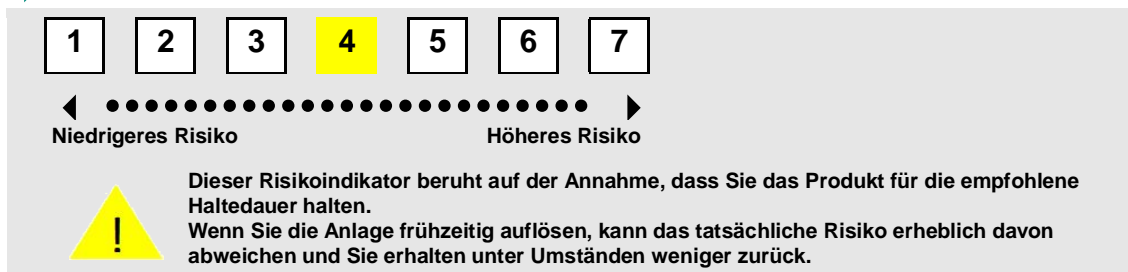 1 2 3 4 5 6 7
Niedrigeres Risiko Höheres Risiko
Dieser Risikoindikator beruht auf der Annahme, dass Sie das Produkt für die empfohlene
Haltedauer halten.
! Wenn Sie die Anlage frühzeitig auflösen, kann das tatsächliche Risiko erheblich davon
abweichen und Sie erhalten unter Umständen weniger zurück.